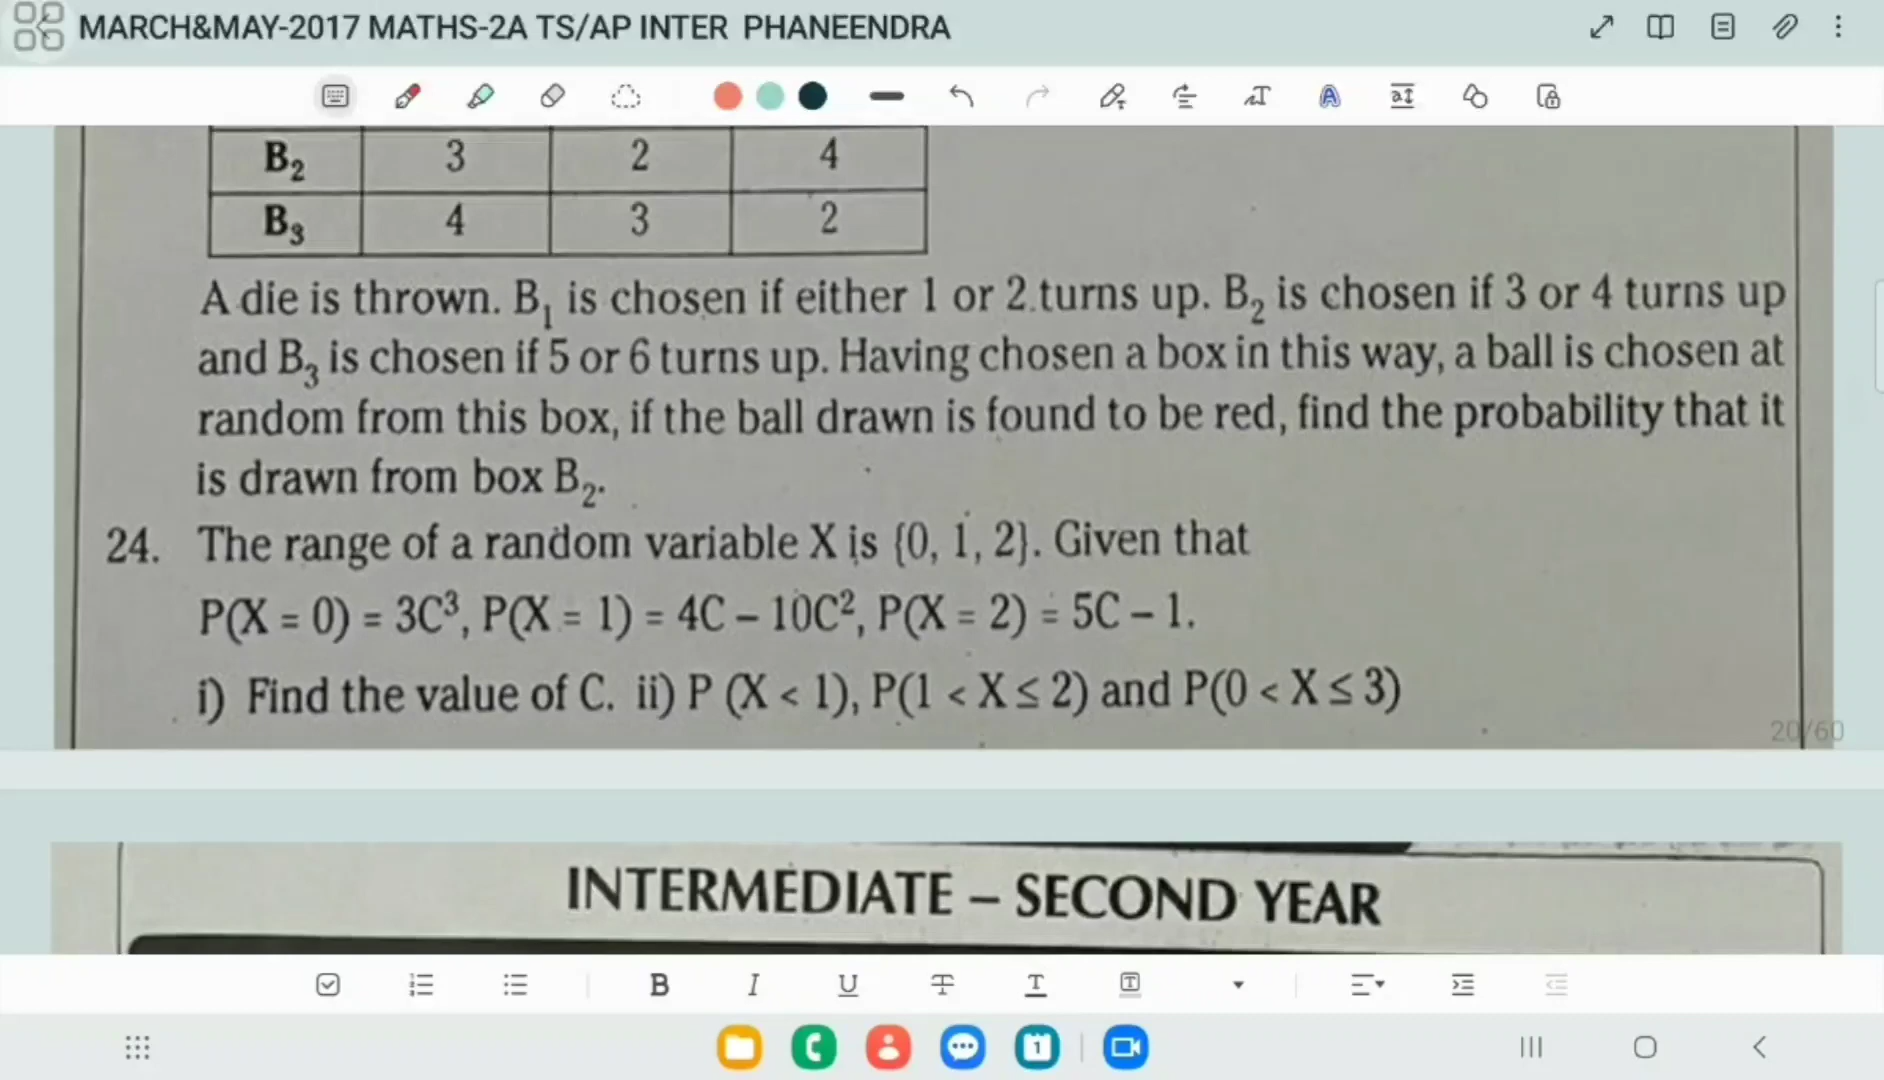 MARCH&MAY-2017 MATHS-2A TS/AP INTER PHANEENDRA
B₂ 3 2 4
B₃ 4 3 2
A die is thrown. B₁ is chosen if either 1 or 2 turns up. B₂ is chosen if 3 or 4 turns up
and B₃ is chosen if 5 or 6 turns up. Having chosen a box in this way, a ball is chosen at
random from this box, if the ball drawn is found to be red, find the probability that it
is drawn from box B₂.
24. The range of a random variable X is {0, 1, 2}. Given that
P(X = 0) = 3C³, P(X = 1) = 4C – 10C², P(X = 2) = 5C – 1.
i) Find the value of C. ii) P (X < 1), P(1 < X ≤ 2) and P(0 < X ≤ 3)
20/60
INTERMEDIATE – SECOND YEAR
B I U T T T
1